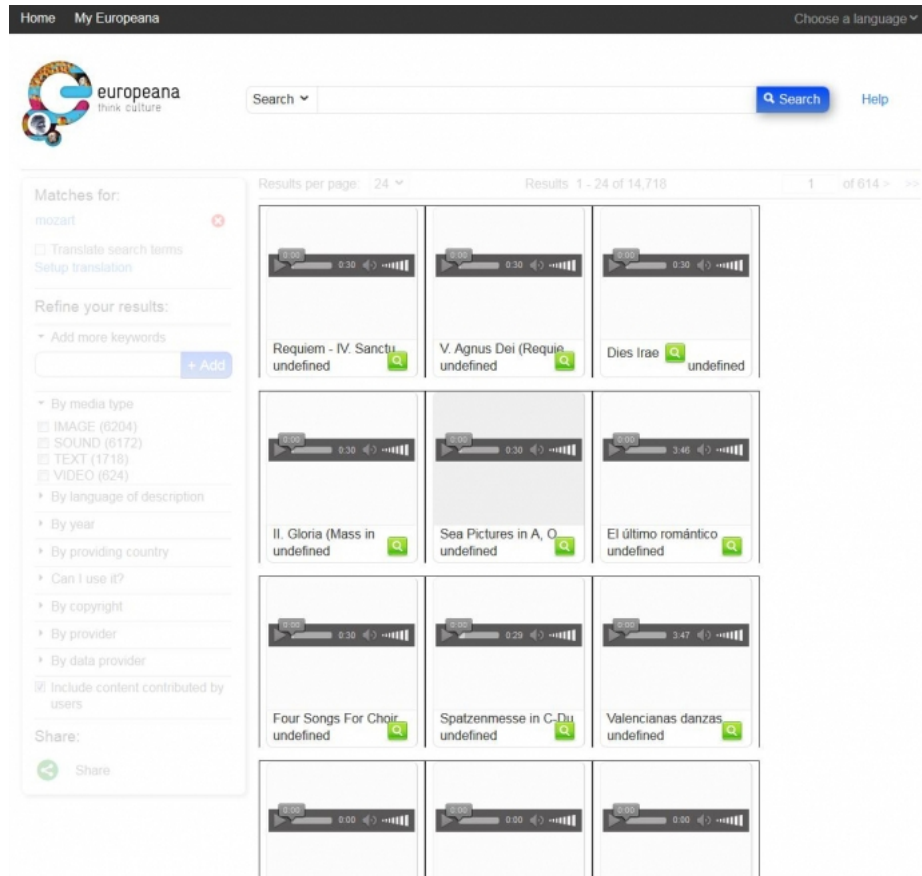 Home My Europeana Choose a language
europeana
think culture
Search Search Help
Matches for:
mozart
Translate search terms
Setup translation
Refine your results:
Add more keywords
+ Add
By media type
IMAGE (6204)
SOUND (6172)
TEXT (1718)
VIDEO (624)
By language of description
By year
By providing country
Can I use it?
By copyright
By provider
By data provider
Include content contributed by
users
Share:
Share
Results per page: 24 Results 1 - 24 of 14,718 1 of 614 > >>
0:00 0:30 0:00 0:30 0:00 0:30
Requiem - IV. Sanctu V. Agnus Dei (Requie Dies Irae
undefined undefined undefined
0:00 0:30 0:00 0:30 0:00 3:46
II. Gloria (Mass in Sea Pictures in A, O El último romántico
undefined undefined undefined
0:00 0:30 0:00 0:29 0:00 3:47
Four Songs For Choir Spatzenmesse in C-Du Valencianas danzas
undefined undefined undefined
0:00 0:00 0:00 0:00 0:00 0:00